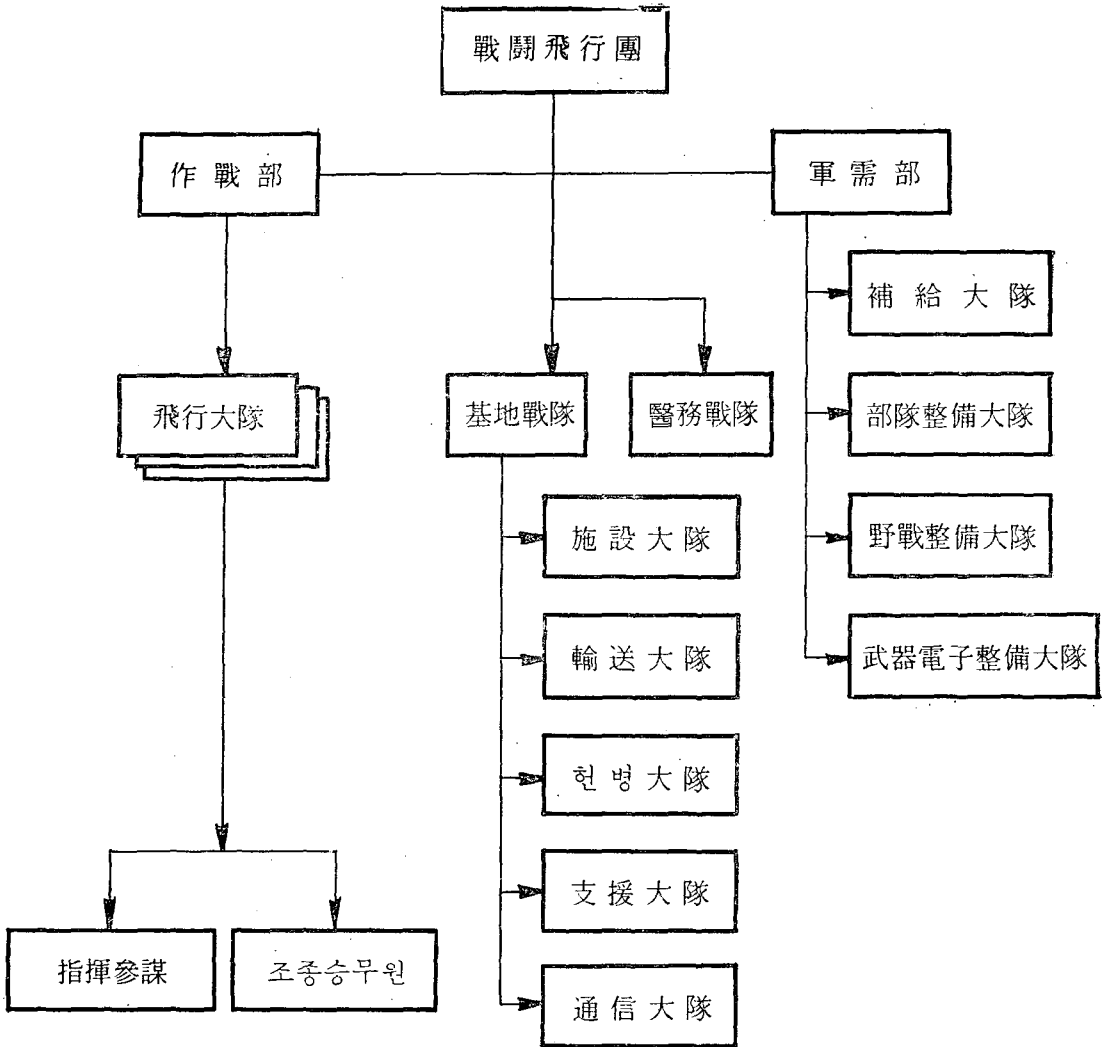 戰鬪飛行團
作戰部
軍需部
補給大隊
飛行大隊
基地戰隊
醫務戰隊
部隊整備大隊
施設大隊
野戰整備大隊
輸送大隊
武器電子整備大隊
헌병大隊
支援大隊
指揮參謀
조종승무원
通信大隊